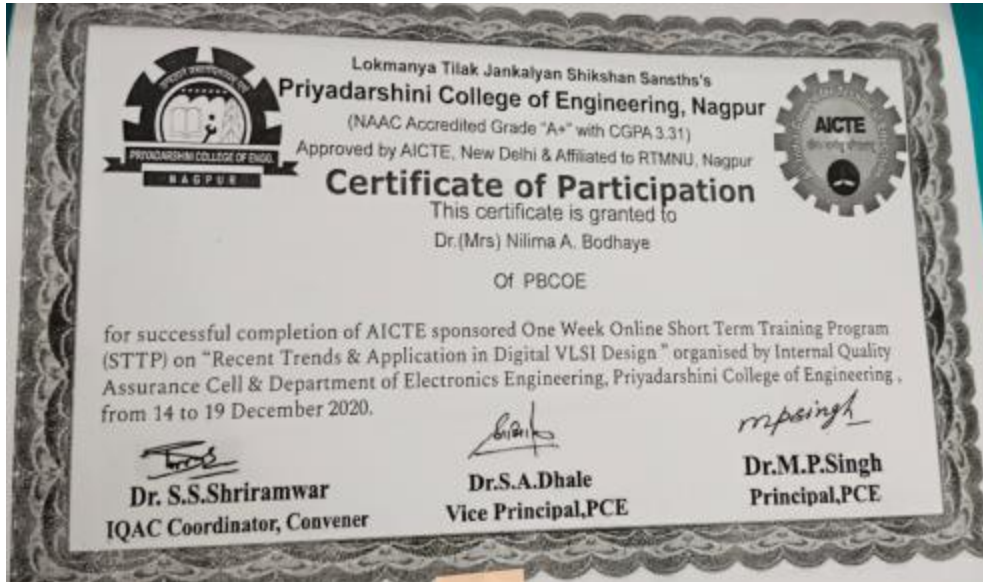 Lokmanya Tilak Jankalyan Shikshan Sansths's
Priyadarshini College of Engineering, Nagpur
(NAAC Accredited Grade "A+" with CGPA 3.31)
Approved by AICTE, New Delhi & Affiliated to RTMNU, Nagpur
PRIYADARSHINI COLLEGE OF ENGG.
NAGPUR
AICTE
Certificate of Participation
This certificate is granted to
Dr.(Mrs) Nilima A. Bodhaye
Of PBCOE
for successful completion of AICTE sponsored One Week Online Short Term Training Program
(STTP) on "Recent Trends & Application in Digital VLSI Design" organised by Internal Quality
Assurance Cell & Department of Electronics Engineering, Priyadarshini College of Engineering ,
from 14 to 19 December 2020.
mpsingh
Dr. S.S.Shriramwar
IQAC Coordinator, Convener
Dr.S.A.Dhale
Vice Principal,PCE
Dr.M.P.Singh
Principal,PCE